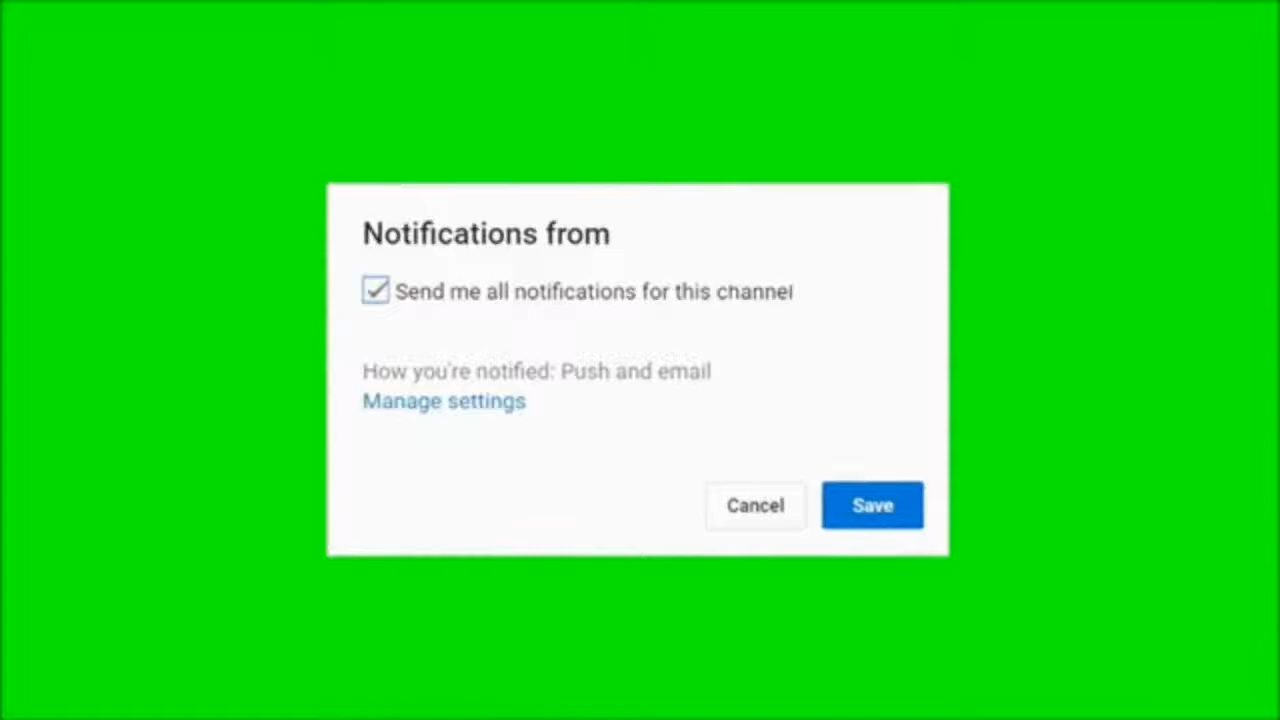 Notifications from
Send me all notifications for this channel
How you're notified: Push and email
Manage settings
Cancel Save